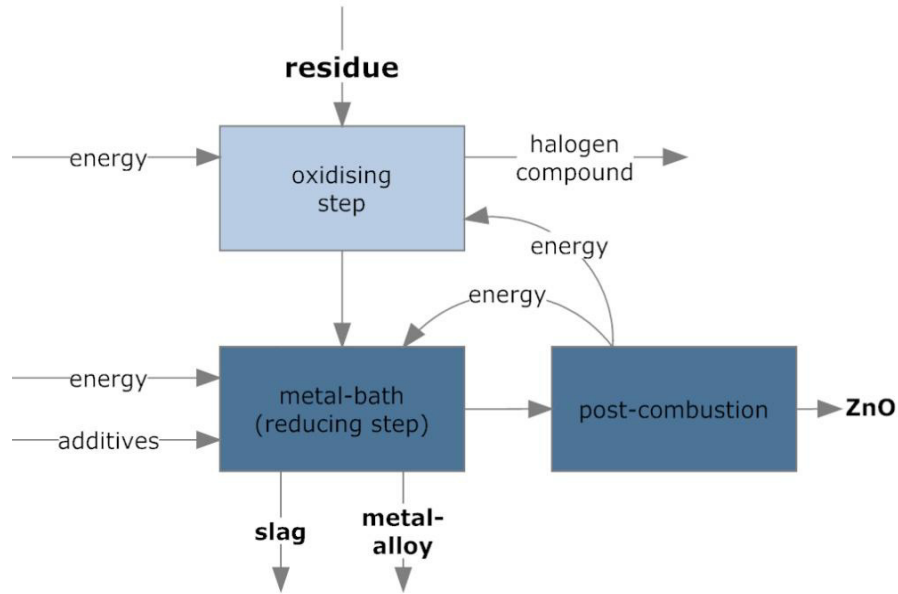 residue
energy
oxidising
step
halogen
compound
energy
energy
energy
additives
metal-bath
(reducing step)
post-combustion
ZnO
slag
metal-
alloy